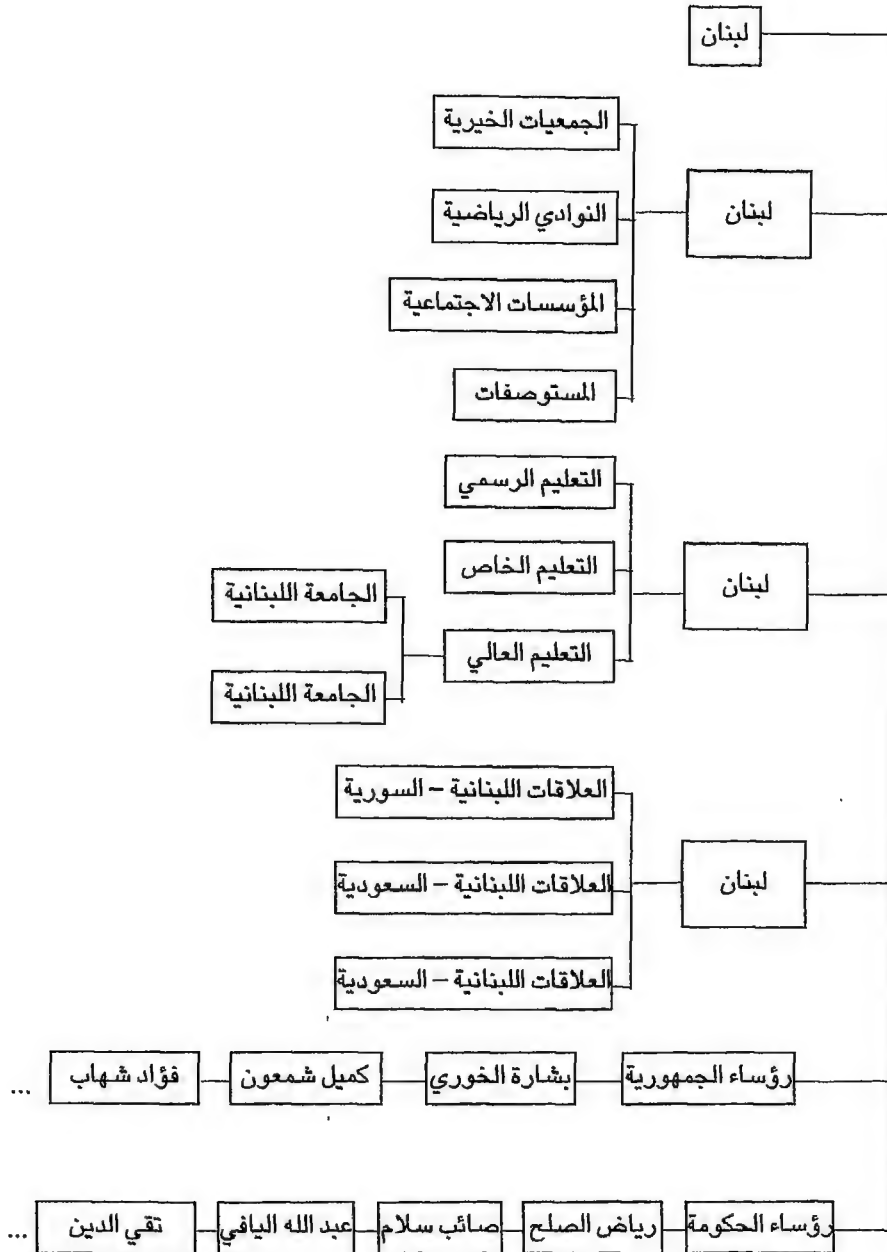 لبنان
الجمعيات الخيرية
لبنان
النوادي الرياضية
المؤسسات الاجتماعية
المستوصفات
التعليم الرسمي
لبنان
التعليم الخاص
الجامعة اللبنانية
التعليم العالي
الجامعة اللبنانية
العلاقات اللبنانية – السورية
لبنان
العلاقات اللبنانية – السعودية
العلاقات اللبنانية – السعودية
رؤساء الجمهورية بشارة الخوري كميل شمعون فؤاد شهاب ...
رؤساء الحكومة رياض الصلح صائب سلام عبد الله اليافي تقي الدين ...